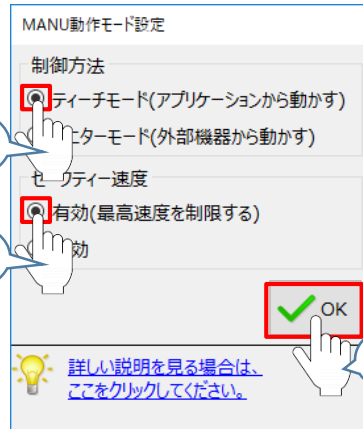 MANU動作モード設定
制御方法
ティーチモード(アプリケーションから動かす)
ニターモード(外部機器から動かす)
セーフティー速度
有効(最高速度を制限する)
効
OK
詳しい説明を見る場合は、
ここをクリックしてください。